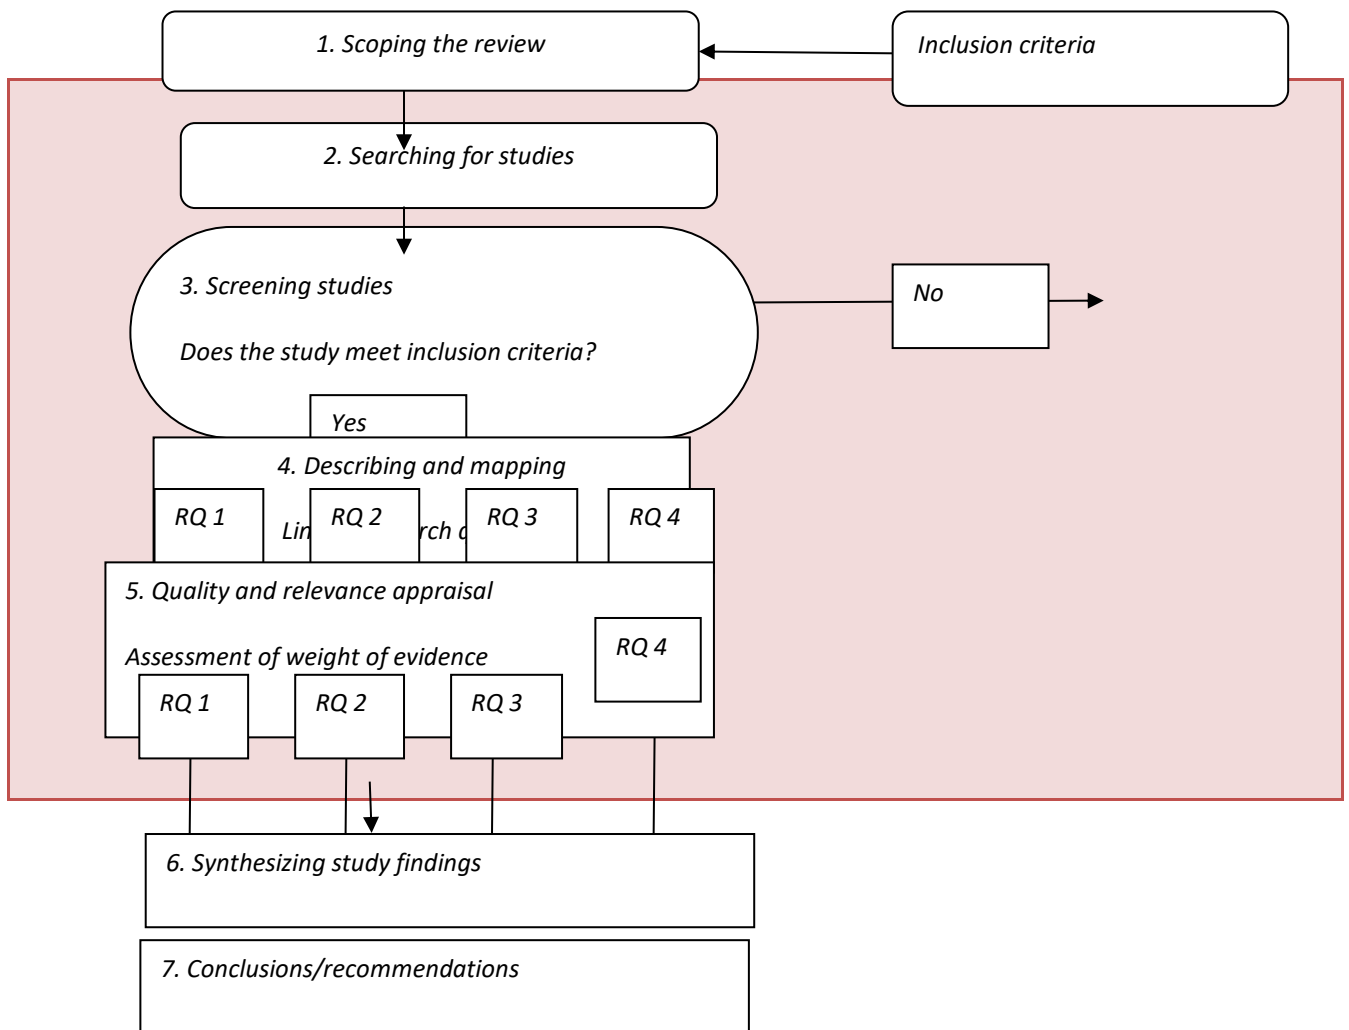 1. Scoping the review
Inclusion criteria
2. Searching for studies
3. Screening studies
No
Does the study meet inclusion criteria?
Yes
4. Describing and mapping
RQ 1
RQ 2
RQ 3
RQ 4
5. Quality and relevance appraisal
Assessment of weight of evidence
RQ 4
RQ 1
RQ 2
RQ 3
6. Synthesizing study findings
7. Conclusions/recommendations